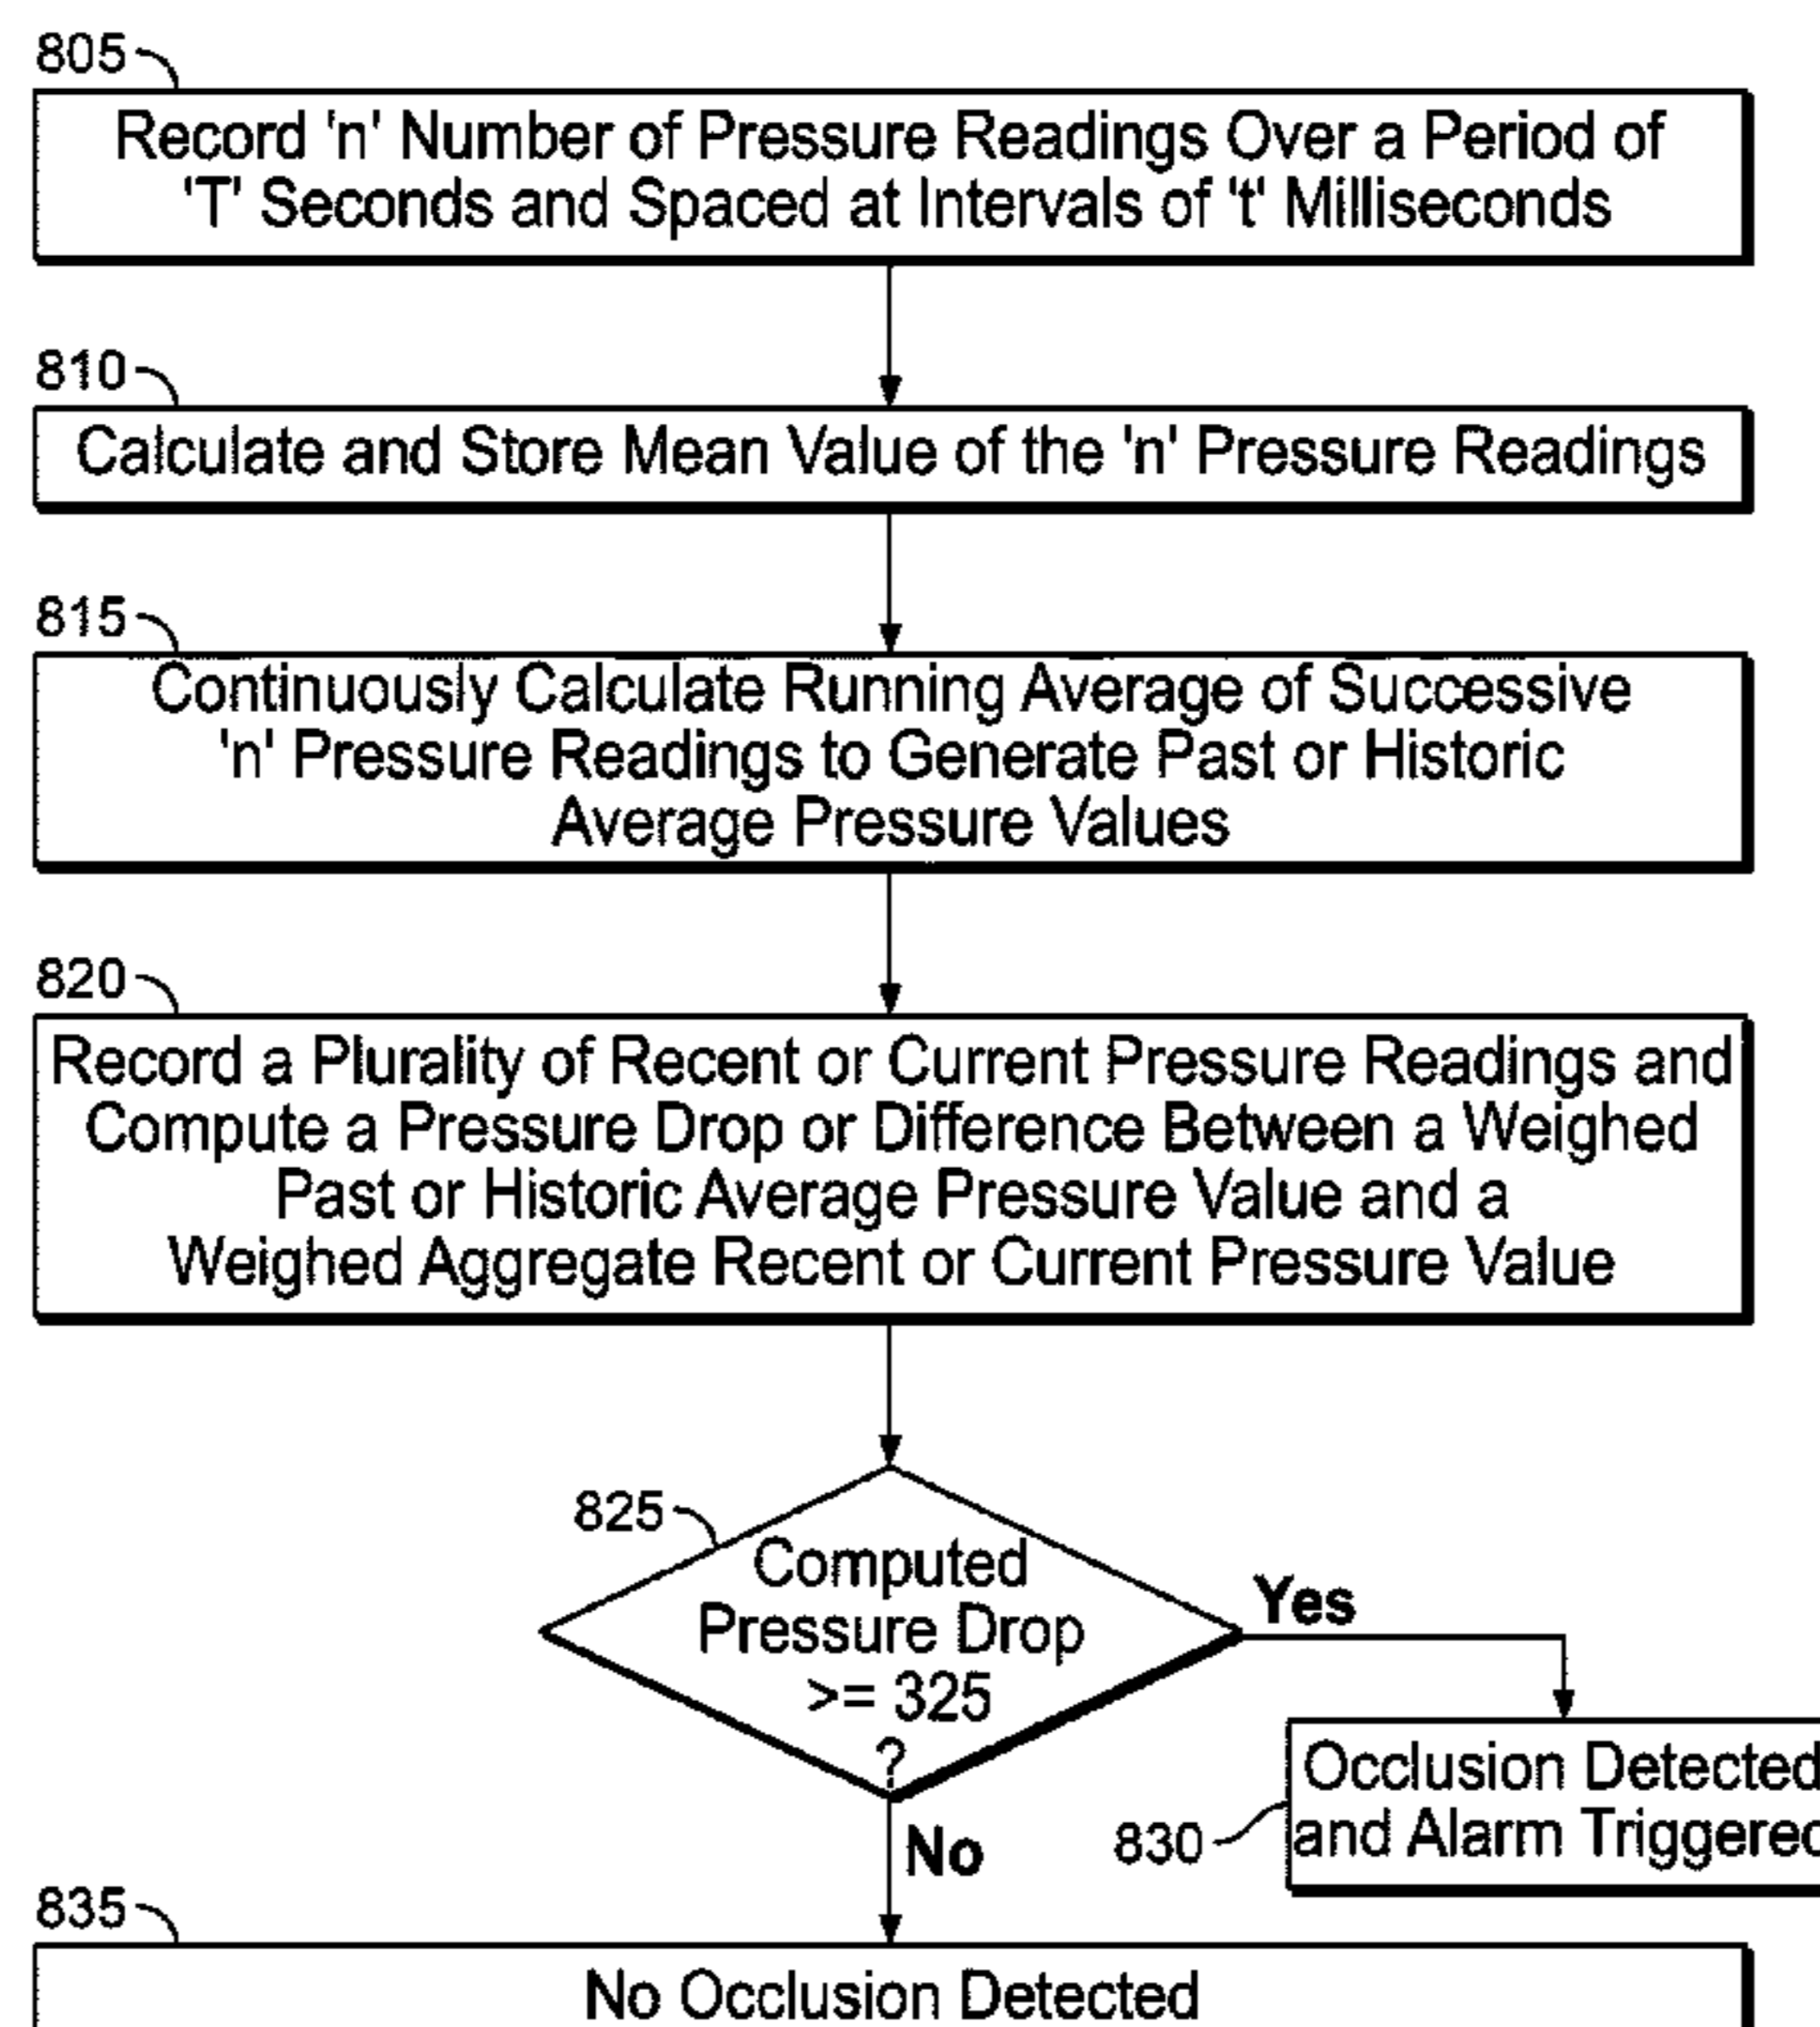 805
Record 'n' Number of Pressure Readings Over a Period of
'T' Seconds and Spaced at Intervals of 't' Milliseconds
810
Calculate and Store Mean Value of the 'n' Pressure Readings
815
Continuously Calculate Running Average of Successive
'n' Pressure Readings to Generate Past or Historic
Average Pressure Values
820
Record a Plurality of Recent or Current Pressure Readings and
Compute a Pressure Drop or Difference Between a Weighed
Past or Historic Average Pressure Value and a
Weighed Aggregate Recent or Current Pressure Value
825
Computed
Pressure Drop
>= 325
?
Yes
Occlusion Detected
and Alarm Triggered
830
No
835
No Occlusion Detected